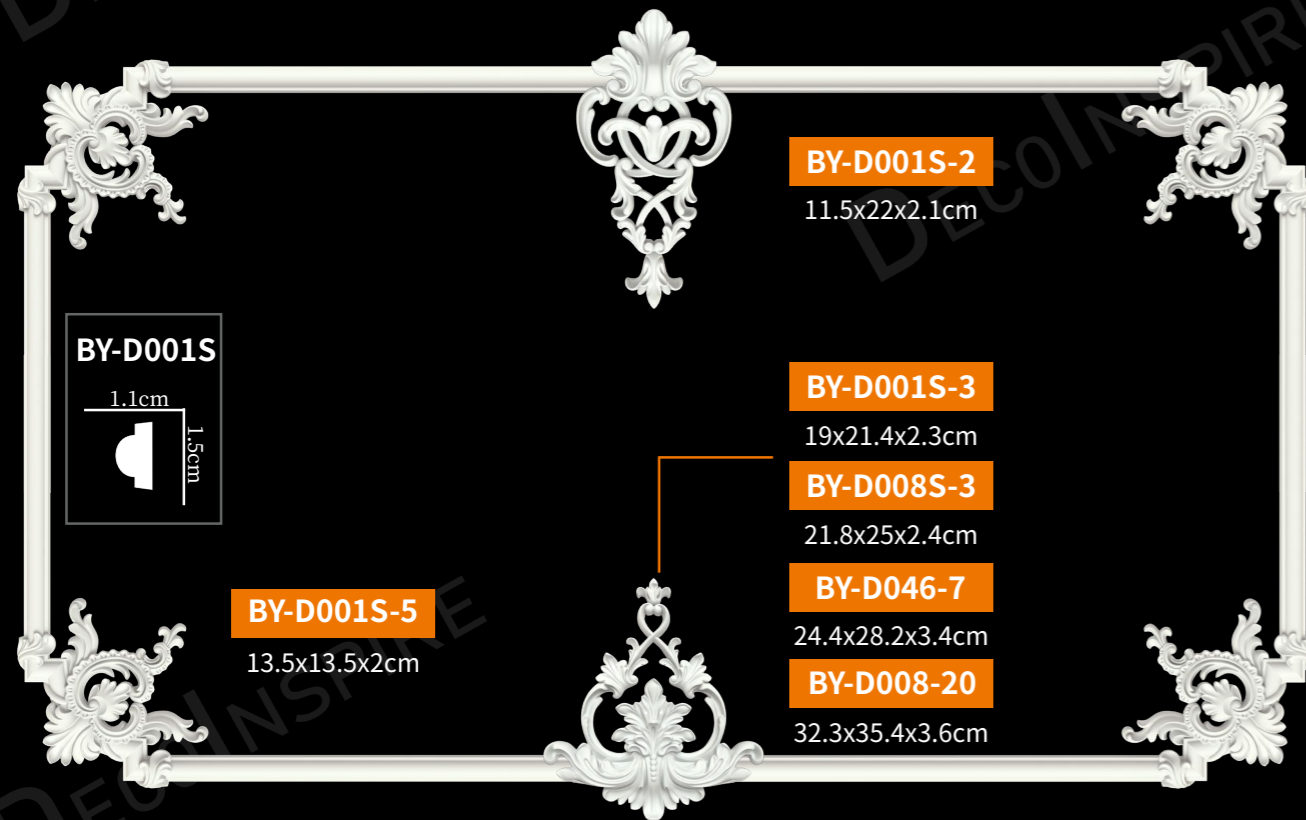 DECOINSPIRE
BY-D001S-2
11.5x22x2.1cm
BY-D001S
1.1cm
1.5cm
BY-D001S-3
19x21.4x2.3cm
BY-D008S-3
21.8x25x2.4cm
BY-D046-7
24.4x28.2x3.4cm
BY-D008-20
32.3x35.4x3.6cm
BY-D001S-5
13.5x13.5x2cm
DECOINSPIRE